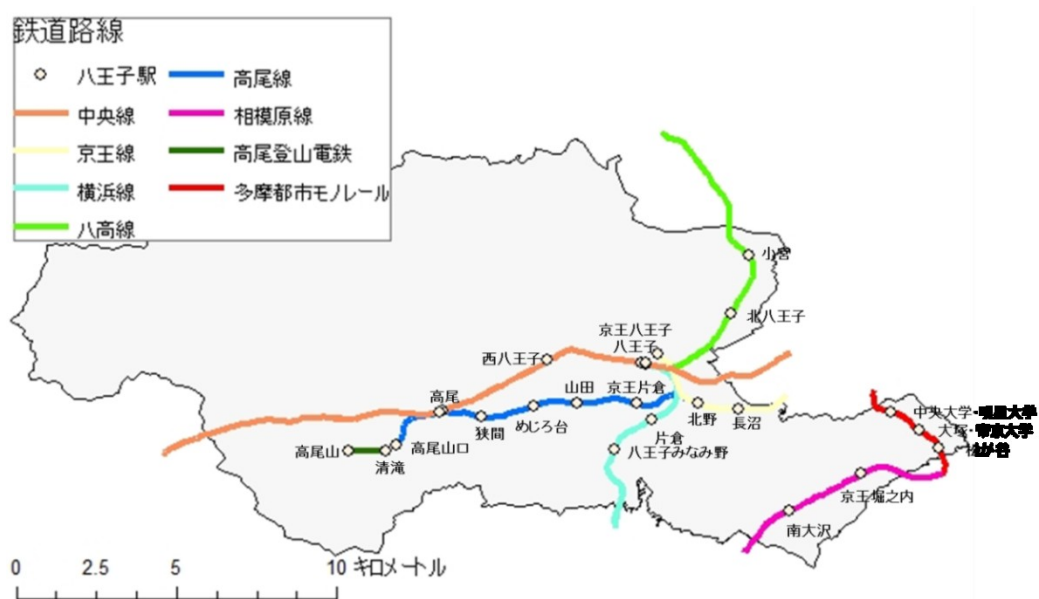 鉄道路線
八王子駅
高尾線
中央線
相模原線
京王線
高尾登山電鉄
横浜線
多摩都市モノレール
八高線
小宮
北八王子
京王八王子
八王子
西八王子
高尾
山田
京王片倉
めじろ台
狭間
北野
長沼
中央大学・明星大学
大塚・帝京大学
片倉
高尾山
清滝
高尾山口
八王子みなみ野
京王堀之内
南大沢
0 2.5 5 10 キロメートル